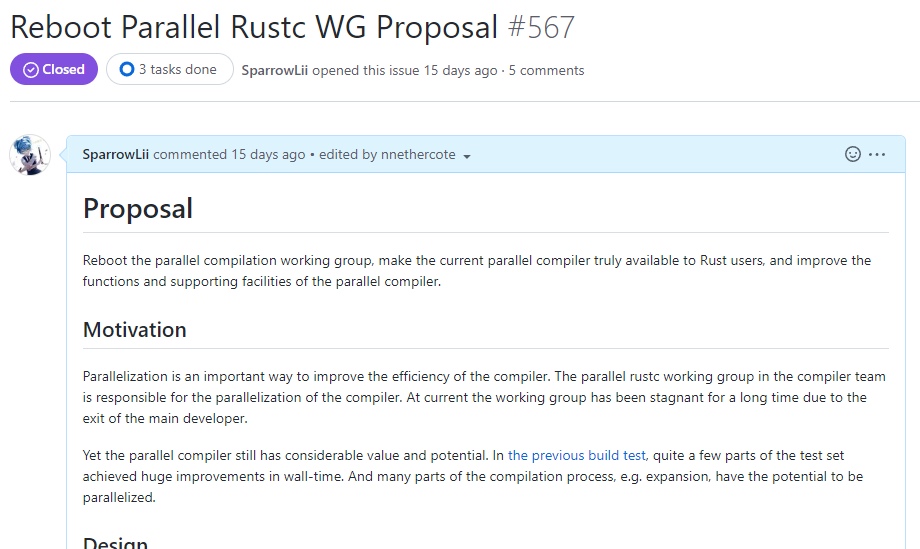 Reboot Parallel Rustc WG Proposal #567
Closed 3 tasks done SparrowLii opened this issue 15 days ago · 5 comments
SparrowLii commented 15 days ago • edited by nnethercote
Proposal
Reboot the parallel compilation working group, make the current parallel compiler truly available to Rust users, and improve the
functions and supporting facilities of the parallel compiler.
Motivation
Parallelization is an important way to improve the efficiency of the compiler. The parallel rustc working group in the compiler team
is responsible for the parallelization of the compiler. At current the working group has been stagnant for a long time due to the
exit of the main developer.
Yet the parallel compiler still has considerable value and potential. In the previous build test, quite a few parts of the test set
achieved huge improvements in wall-time. And many parts of the compilation process, e.g. expansion, have the potential to be
parallelized.
Design